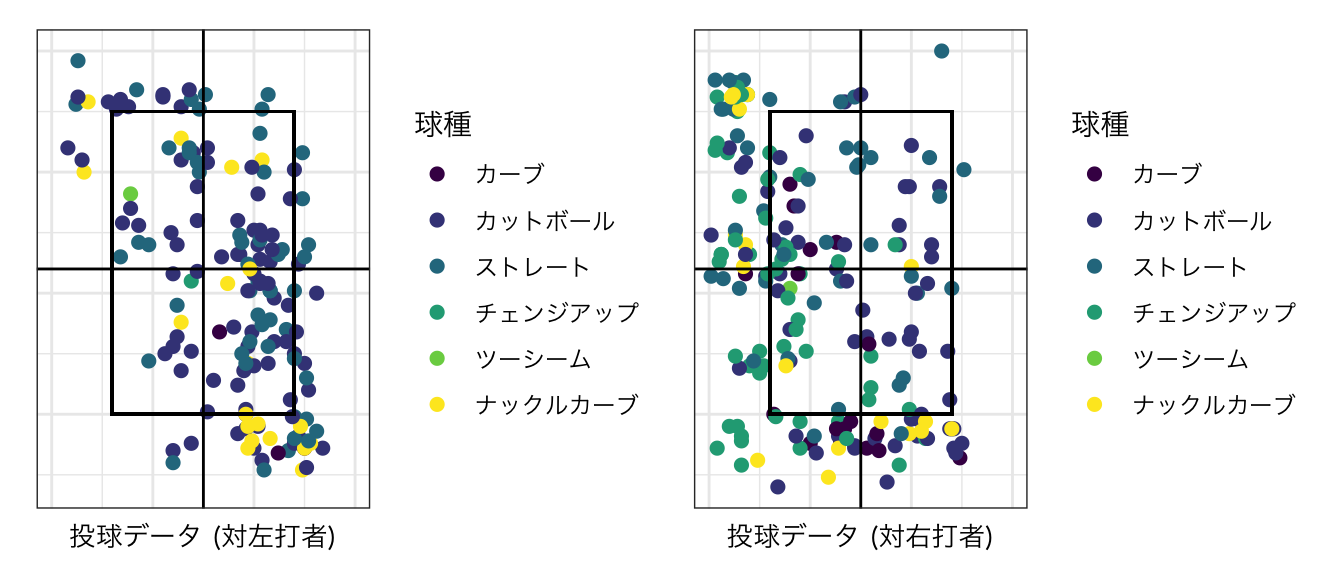 球種
カーブ
カットボール
ストレート
チェンジアップ
ツーシーム
ナックルカーブ
投球データ (対左打者)
球種
カーブ
カットボール
ストレート
チェンジアップ
ツーシーム
ナックルカーブ
投球データ (対右打者)